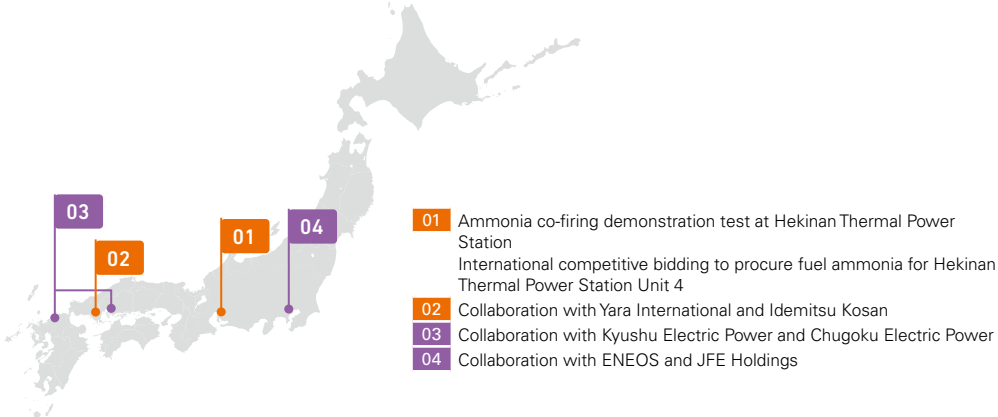 03
04
01
02
01 Ammonia co-firing demonstration test at Hekinan Thermal Power
Station
International competitive bidding to procure fuel ammonia for Hekinan
Thermal Power Station Unit 4
02 Collaboration with Yara International and Idemitsu Kosan
03 Collaboration with Kyushu Electric Power and Chugoku Electric Power
04 Collaboration with ENEOS and JFE Holdings